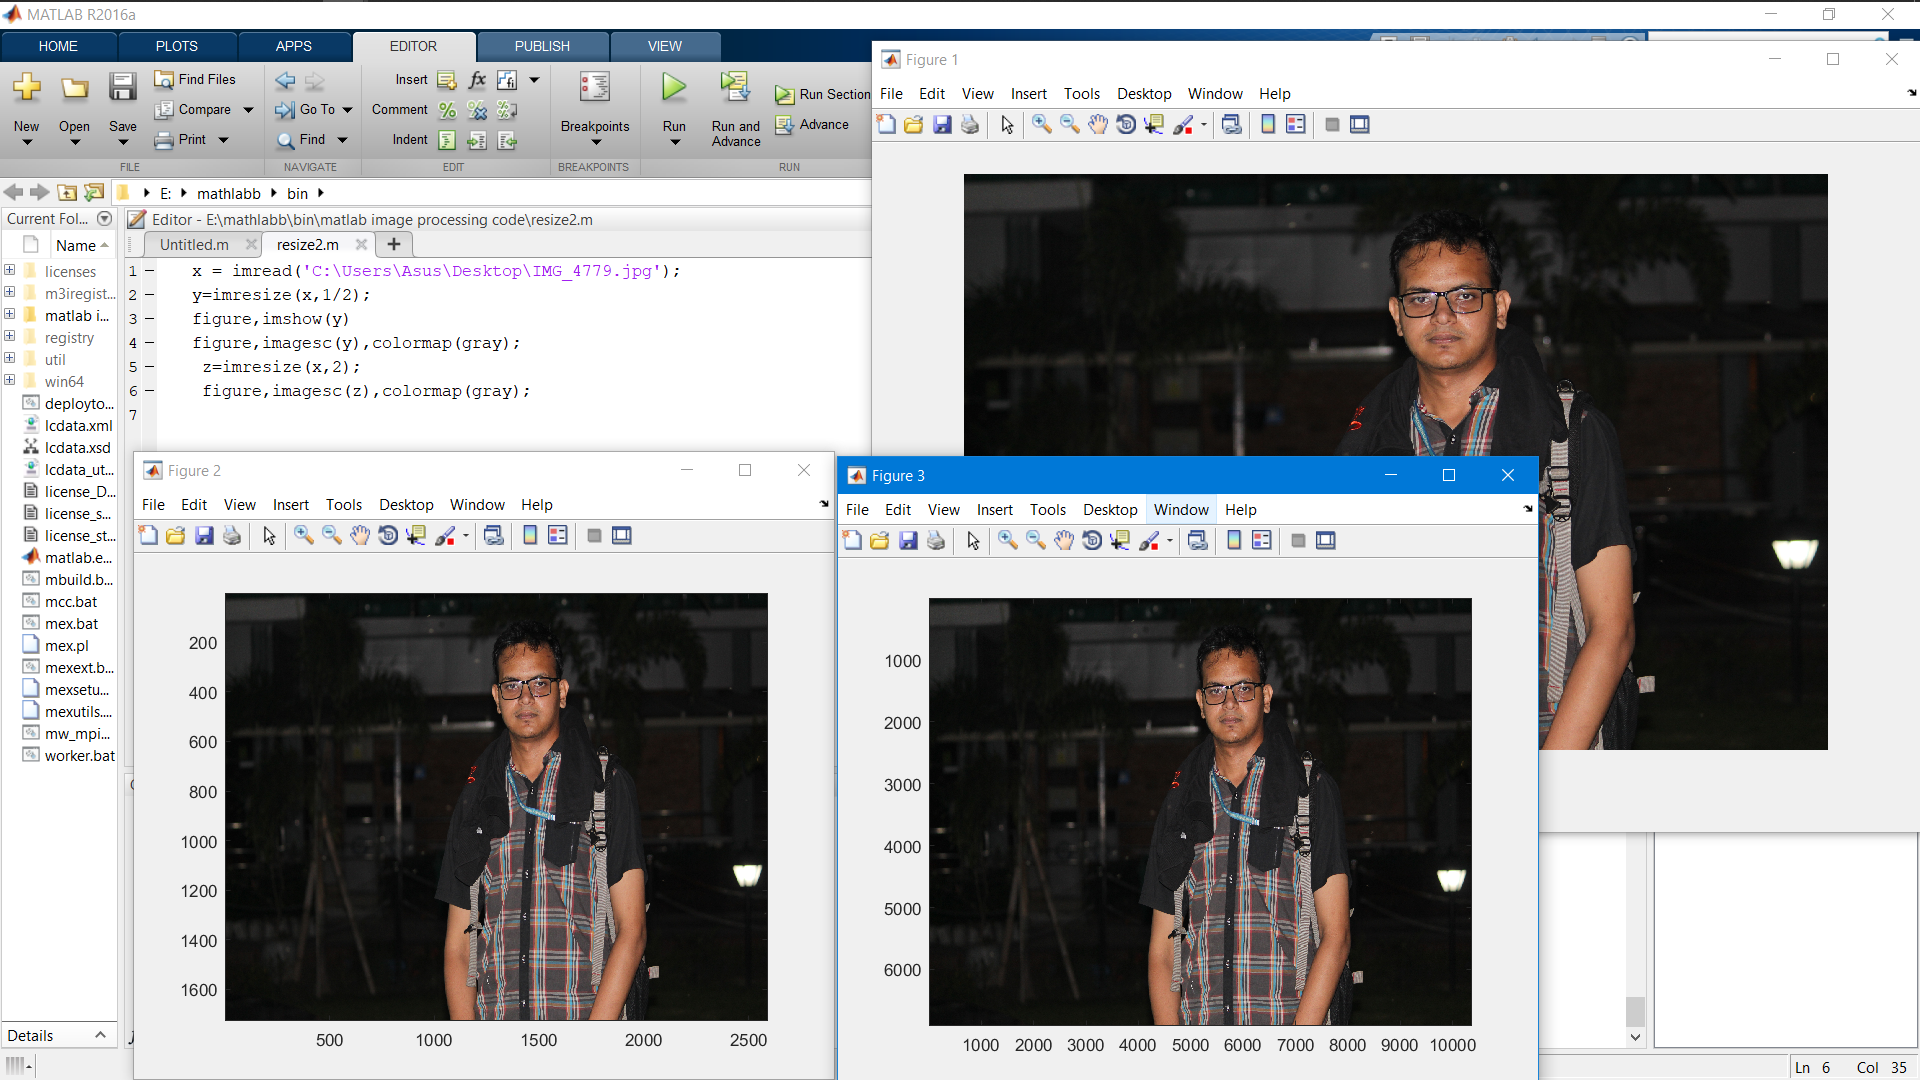 MATLAB R2016a
HOME PLOTS APPS EDITOR PUBLISH VIEW
New Open Save
Find Files
Compare
Print
FILE
Go To
Find
NAVIGATE
Insert fx
Comment
Indent
EDIT
Breakpoints
BREAKPOINTS
Run
Run and Advance
Run Section
Advance
RUN
E: mathlabb bin
Current Fol...
Name
licenses
m3iregist...
matlab i...
registry
util
win64
deployto...
lcdata.xml
lcdata.xsd
lcdata_ut...
license_D...
license_s...
license_st...
matlab.e...
mbuild.b...
mcc.bat
mex.bat
mex.pl
mexext.b...
mexsetu...
mexutils....
mw_mpi...
worker.bat
Details
Editor - E:\mathlabb\bin\matlab image processing code\resize2.m
Untitled.m resize2.m
1 x = imread('C:\Users\Asus\Desktop\IMG_4779.jpg');
2 y=imresize(x,1/2);
3 figure,imshow(y)
4 figure,imagesc(y),colormap(gray);
5 z=imresize(x,2);
6 figure,imagesc(z),colormap(gray);
7
Figure 1
File Edit View Insert Tools Desktop Window Help
Figure 2
File Edit View Insert Tools Desktop Window Help
200
400
600
800
1000
1200
1400
1600
500 1000 1500 2000 2500
Figure 3
File Edit View Insert Tools Desktop Window Help
1000
2000
3000
4000
5000
6000
1000 2000 3000 4000 5000 6000 7000 8000 9000 10000
Ln 6 Col 35